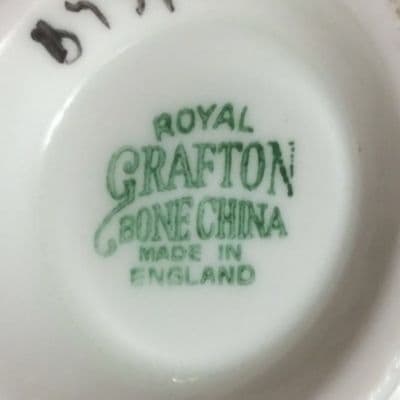 ROYAL
GRAFTON
BONE CHINA
MADE IN
ENGLAND